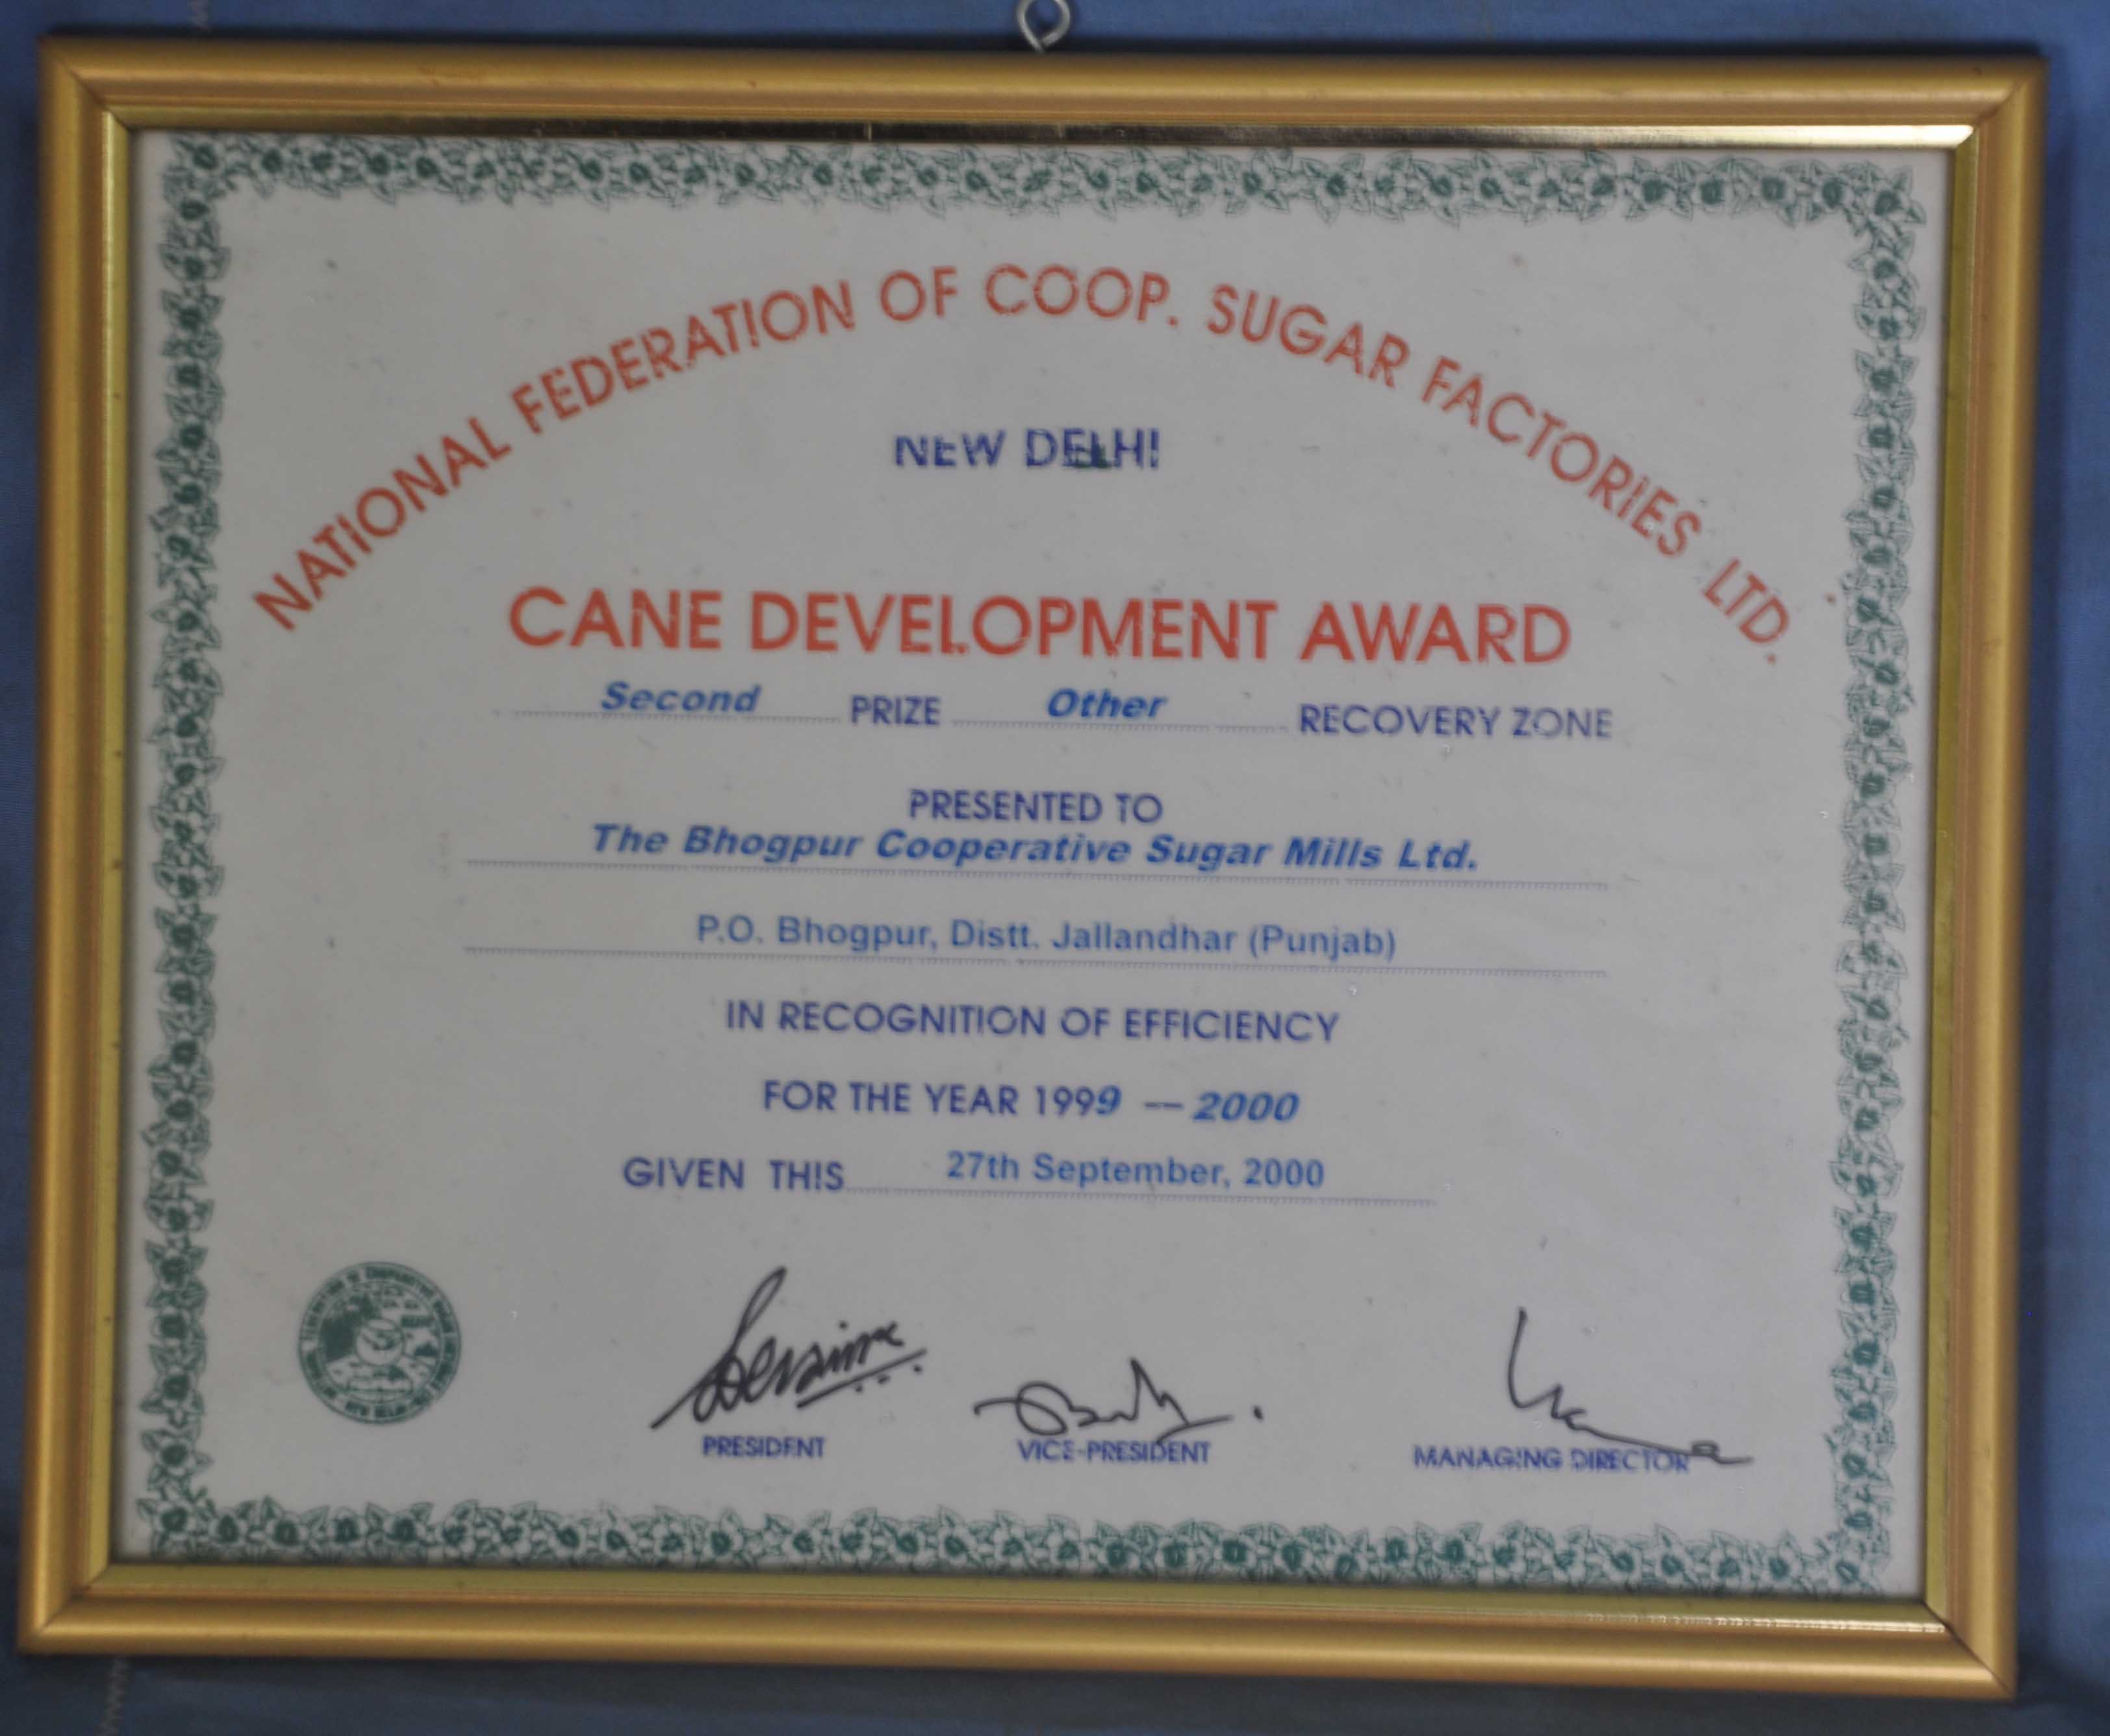 NATIONAL FEDERATION OF COOP. SUGAR FACTORIES LTD.
NEW DELHI
CANE DEVELOPMENT AWARD
Second PRIZE Other RECOVERY ZONE
PRESENTED TO
The Bhogpur Cooperative Sugar Mills Ltd.
P.O. Bhogpur, Distt. Jallandhar (Punjab)
IN RECOGNITION OF EFFICIENCY
FOR THE YEAR 1999 — 2000
GIVEN THIS 27th September, 2000
PRESIDENT
VICE-PRESIDENT
MANAGING DIRECTOR